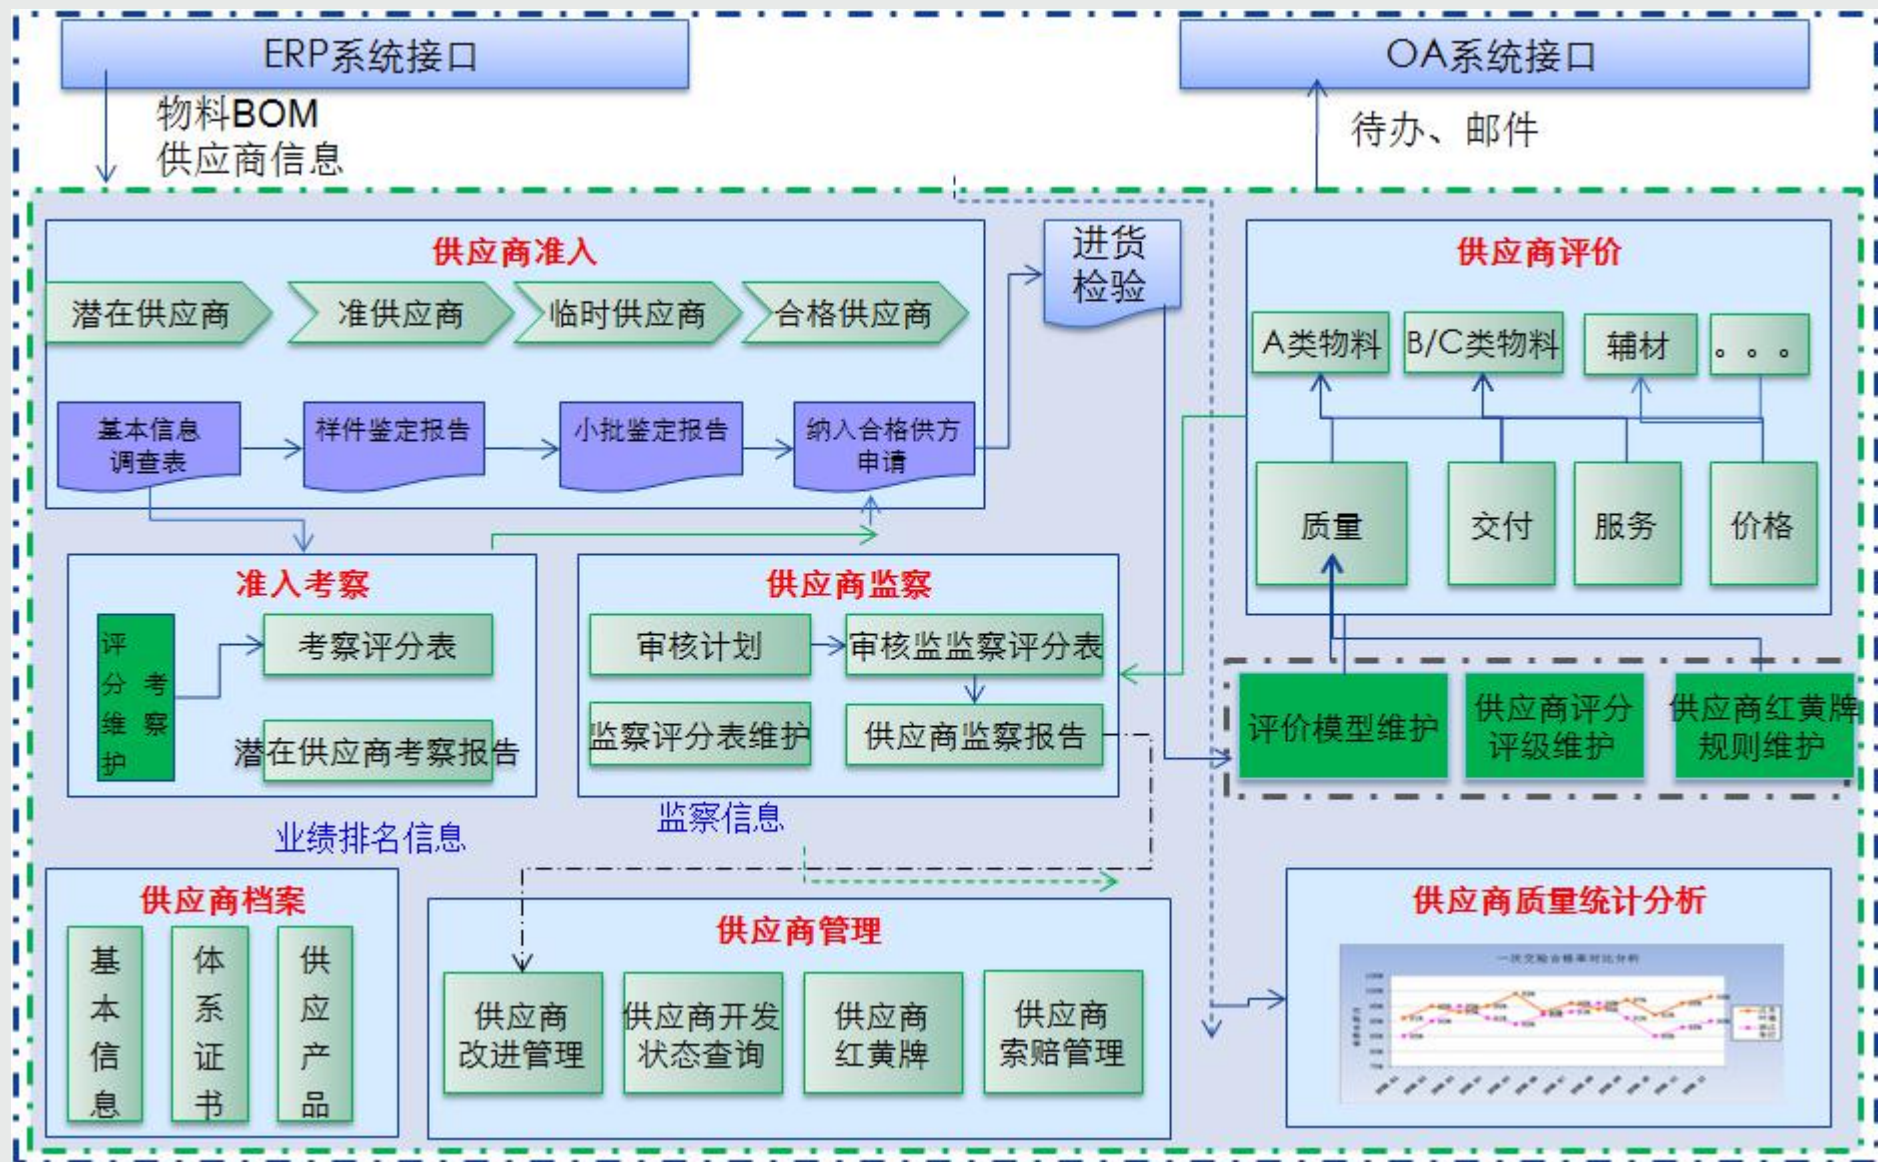 ERP系统接口
OA系统接口
物料BOM
供应商信息
待办、邮件
供应商准入
潜在供应商
准供应商
临时供应商
合格供应商
基本信息
调查表
样件鉴定报告
小批鉴定报告
纳入合格供方
申请
进货
检验
供应商评价
A类物料
B/C类物料
辅材
。。。
质量
交付
服务
价格
准入考察
考察
评分维护
考察评分表
潜在供应商考察报告
供应商监察
审核计划
审核监监察评分表
监察评分表维护
供应商监察报告
评价模型维护
供应商评分
评级维护
供应商红黄牌
规则维护
业绩排名信息
监察信息
供应商档案
基本信息
体系证书
供应产品
供应商管理
供应商
改进管理
供应商开发
状态查询
供应商
红黄牌
供应商
索赔管理
供应商质量统计分析
一次交验合格率对比分析